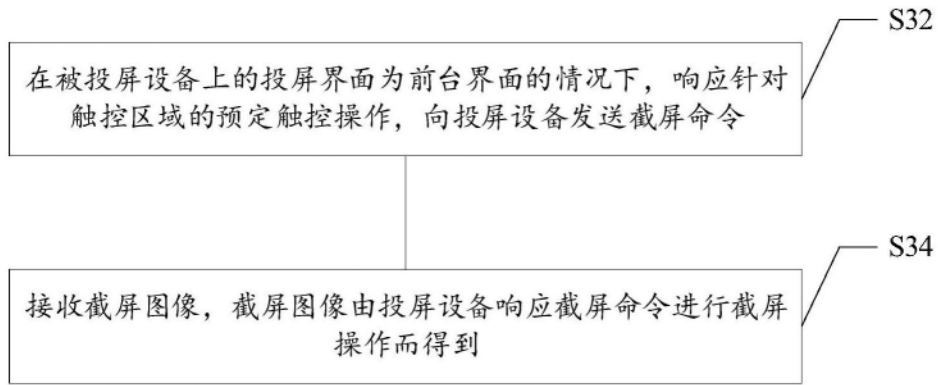 S32
在被投屏设备上的投屏界面为前台界面的情况下，响应针对
触控区域的预定触控操作，向投屏设备发送截屏命令
S34
接收截屏图像，截屏图像由投屏设备响应截屏命令进行截屏
操作而得到